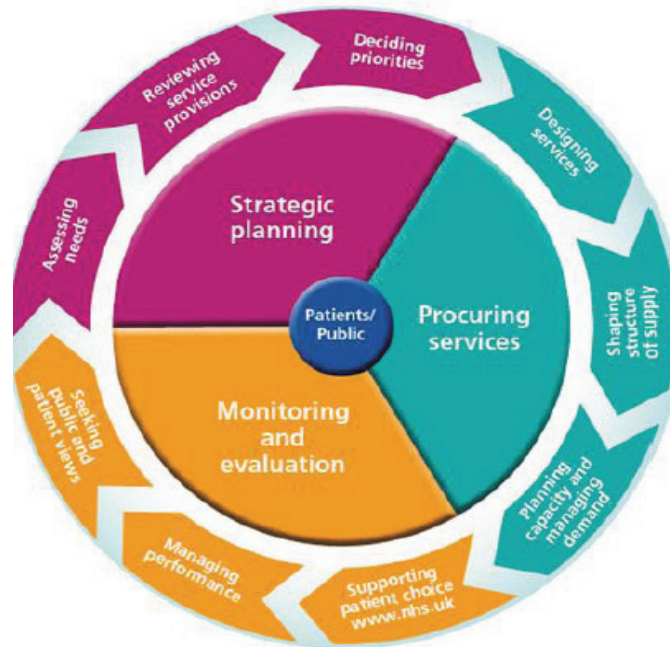 Deciding
priorities
Designing
services
Shaping
structure
of supply
Planning
capacity and
managing
demand
Supporting
patient choice
www.nhs.uk
Managing
performance
Seeking
public and
patient views
Assessing
needs
Reviewing
service
provisions
Strategic
planning
Procuring
services
Monitoring
and
evaluation
Patients/
Public